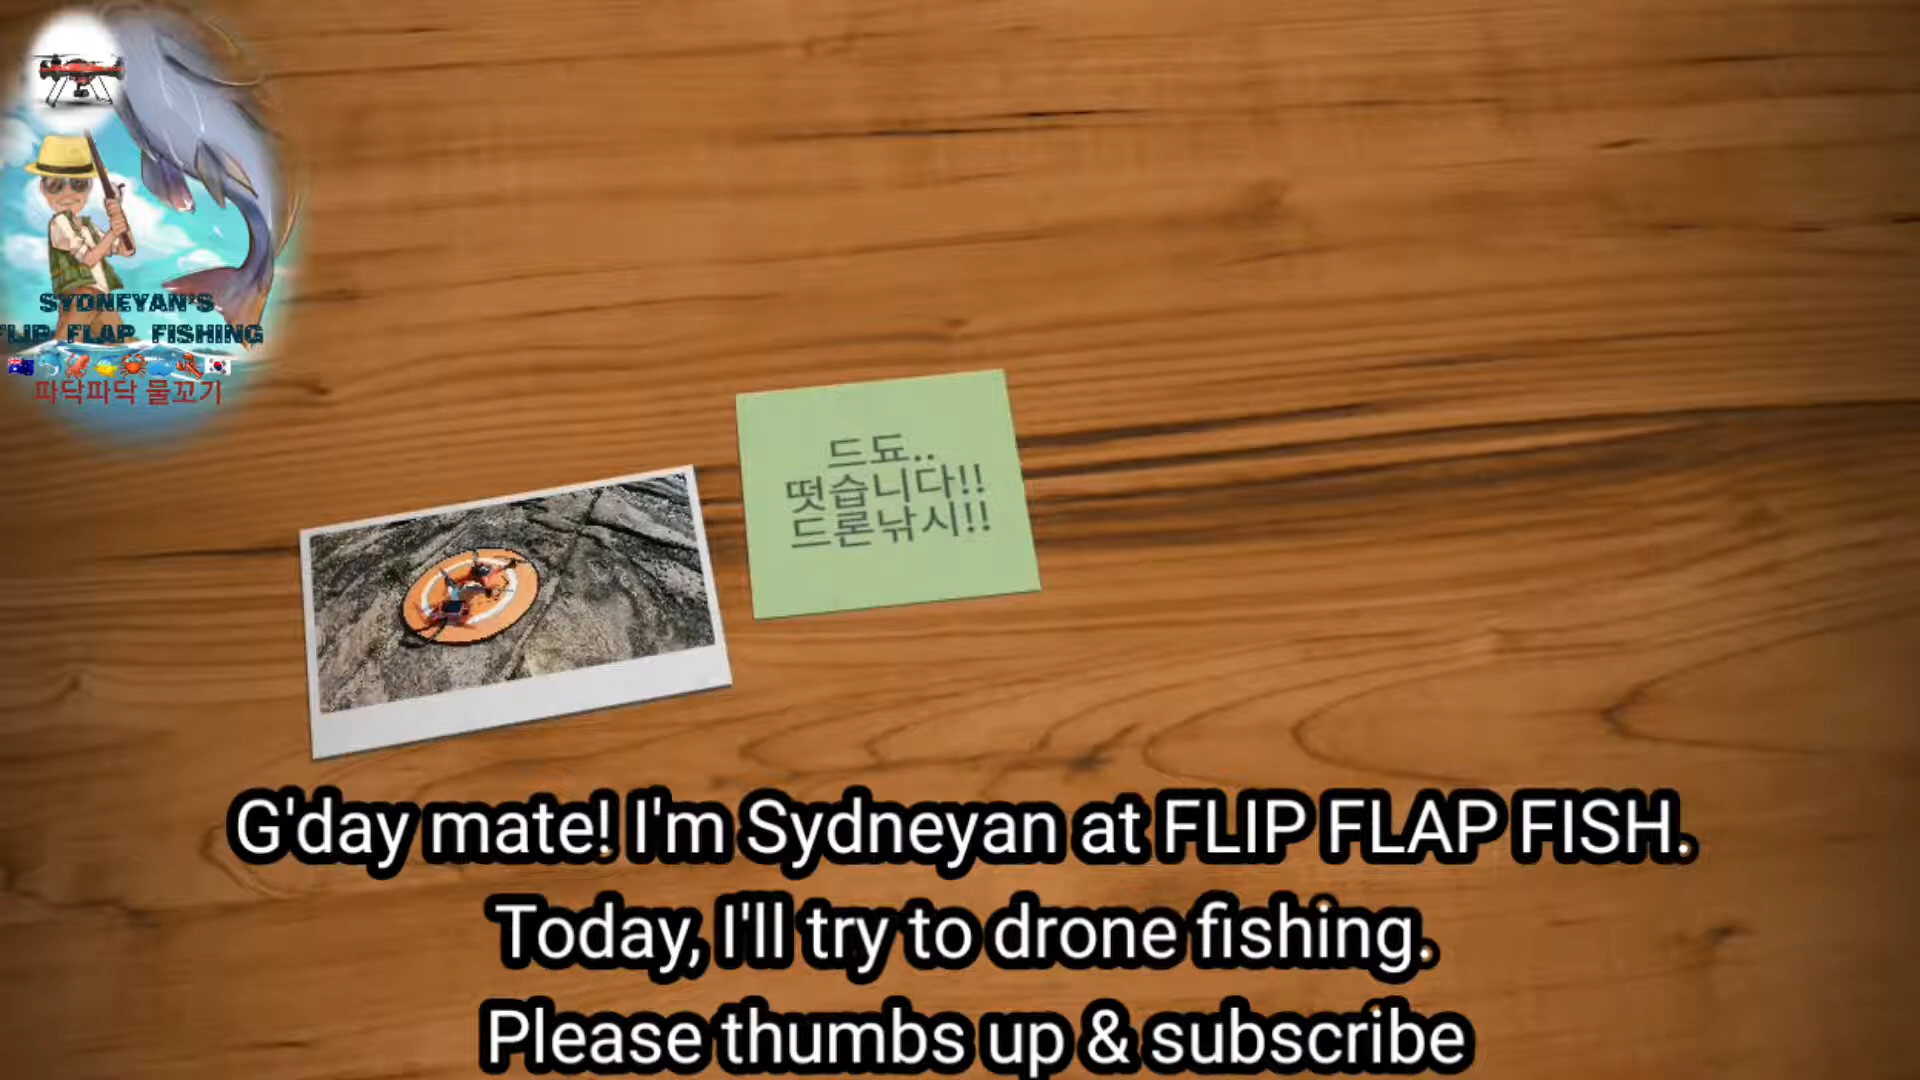 SYDNEYAN'S
FLIP FLAP FISHING
파닥파닥 물꼬기
드됴..
떳습니다!!
드론낚시!!
G'day mate! I'm Sydneyan at FLIP FLAP FISH.
Today, I'll try to drone fishing.
Please thumbs up & subscribe